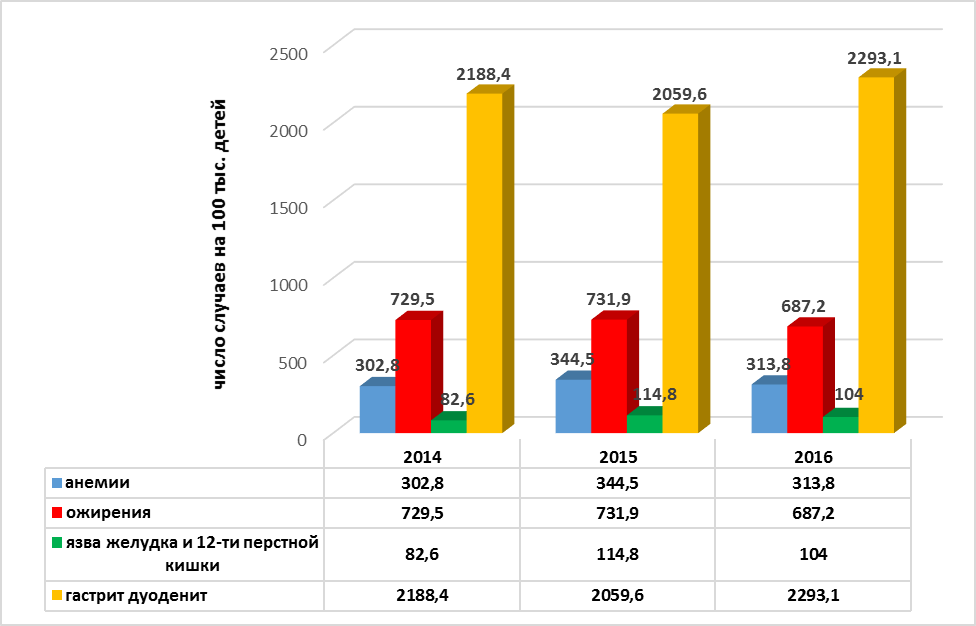 число случаев на 100 тыс. детей
2500
2000
1500
1000
500
0
302,8
729,5
82,6
2188,4
344,5
731,9
114,8
2059,6
313,8
687,2
104
2293,1
2014 2015 2016
анемии 302,8 344,5 313,8
ожирения 729,5 731,9 687,2
язва желудка и 12-ти перстной
кишки 82,6 114,8 104
гастрит дуоденит 2188,4 2059,6 2293,1